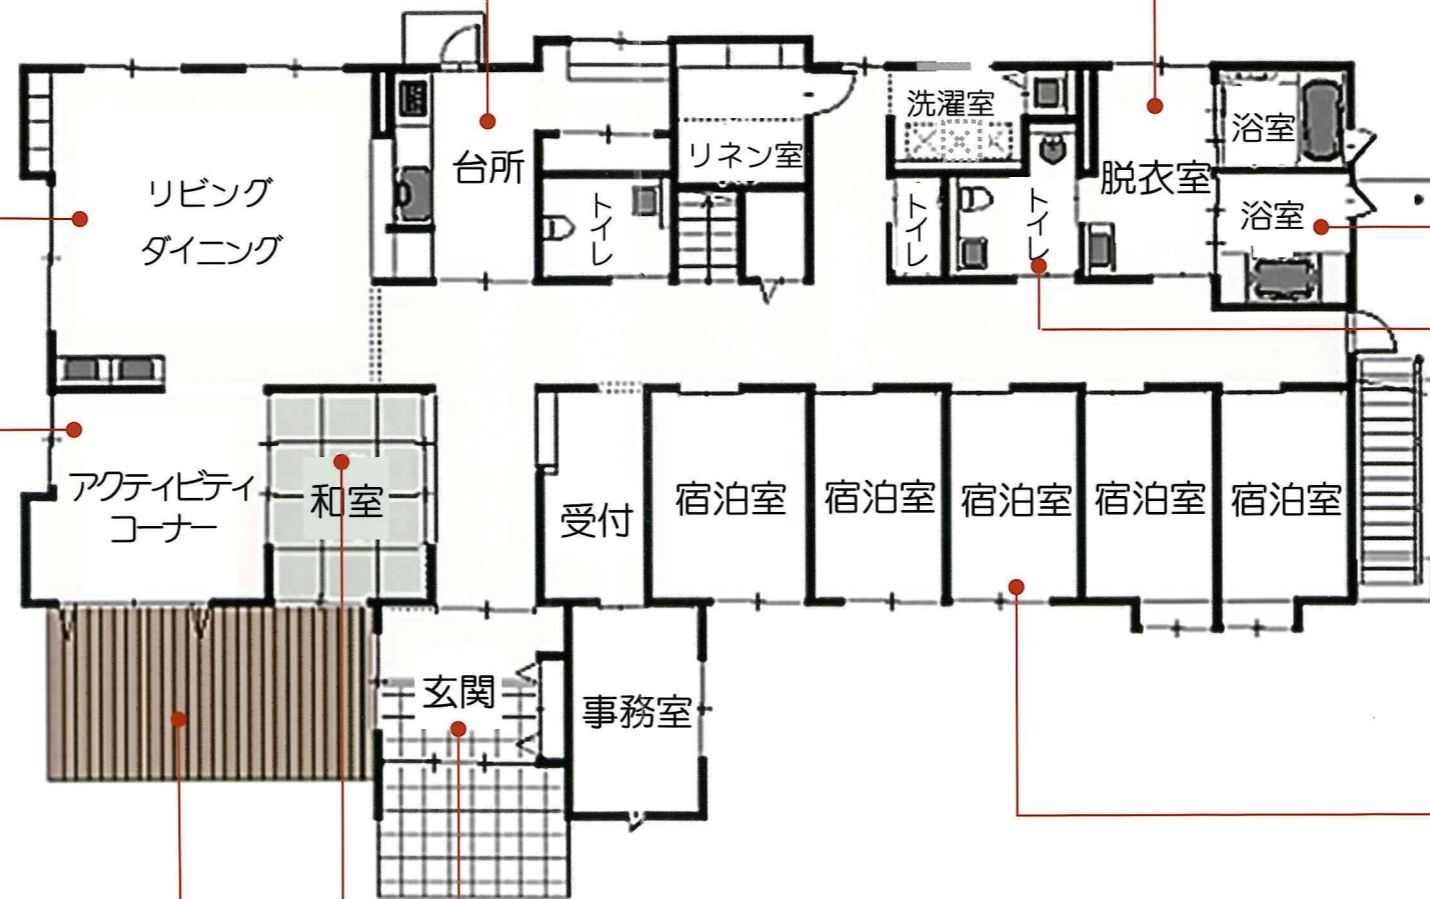 洗濯室
浴室
台所
リネン室
脱衣室
リビング
ダイニング
トイレ
トイレ
トイレ
浴室
アクティビティ
コーナー
和室
受付
宿泊室
宿泊室
宿泊室
宿泊室
宿泊室
玄関
事務室